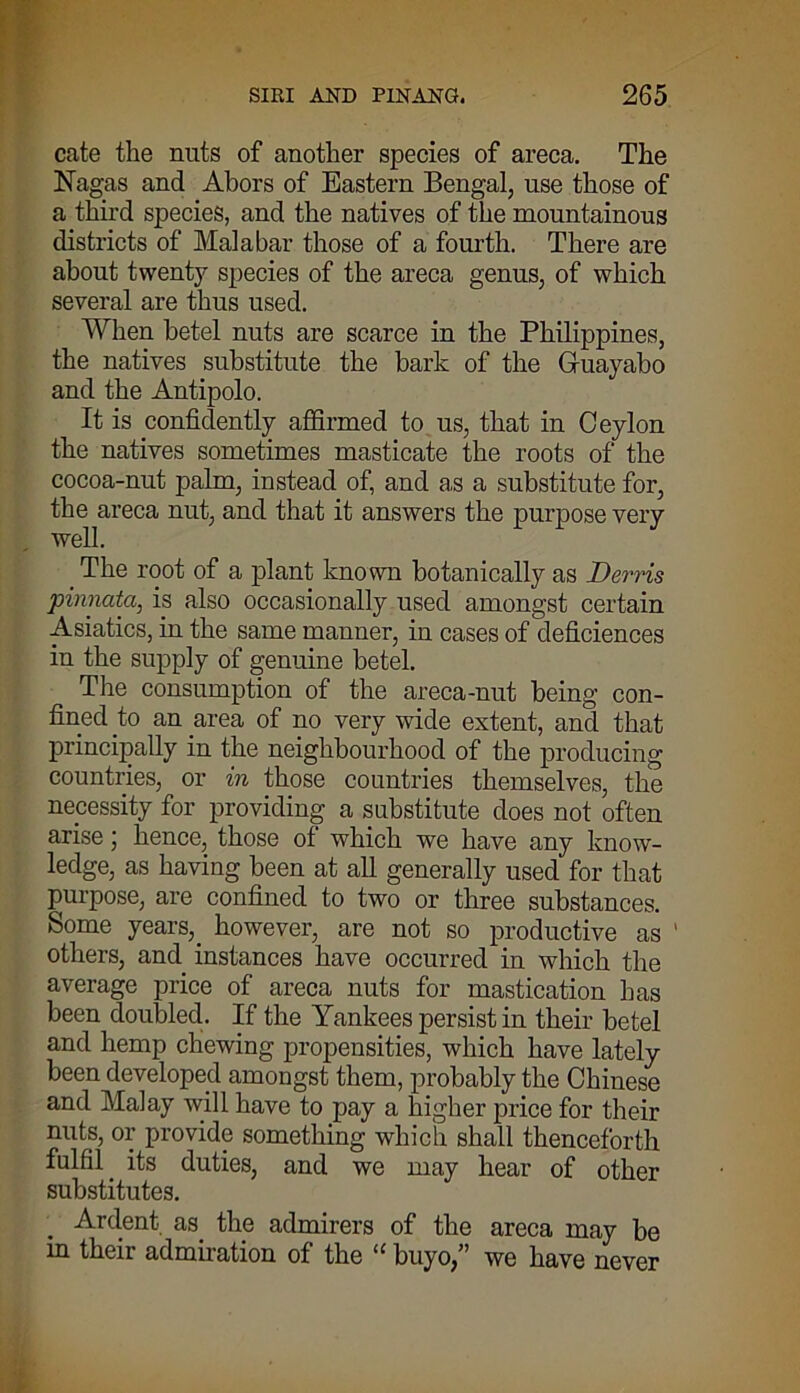 SIRI AND PINANG. 265
cate the nuts of another species of areca. The
Nagas and Abors of Eastern Bengal, use those of
a third species, and the natives of the mountainous
districts of Malabar those of a fourth. There are
about twenty species of the areca genus, of which
several are thus used.
When betel nuts are scarce in the Philippines,
the natives substitute the bark of the Guayabo
and the Antipolo.
It is confidently affirmed to us, that in Ceylon
the natives sometimes masticate the roots of the
cocoa-nut palm, instead of, and as a substitute for,
the areca nut, and that it answers the purpose very
well.
The root of a plant known botanically as Derris
pinnata, is also occasionally used amongst certain
Asiatics, in the same manner, in cases of deficiences
in the supply of genuine betel.
The consumption of the areca-nut being con-
fined to an area of no very wide extent, and that
principally in the neighbourhood of the producing
countries, or in those countries themselves, the
necessity for providing a substitute does not often
arise; hence, those of which we have any know-
ledge, as having been at all generally used for that
purpose, are confined to two or three substances.
Some years, however, are not so productive as
others, and instances have occurred in which the
average price of areca nuts for mastication has
been doubled. If the Yankees persist in their betel
and hemp chewing propensities, which have lately
been developed amongst them, probably the Chinese
and Malay will have to pay a higher price for their
nuts, or provide something which shall thenceforth
fulfil its duties, and we may hear of other
substitutes.
Ardent as the admirers of the areca may be
in their admiration of the “buyo,” we have never